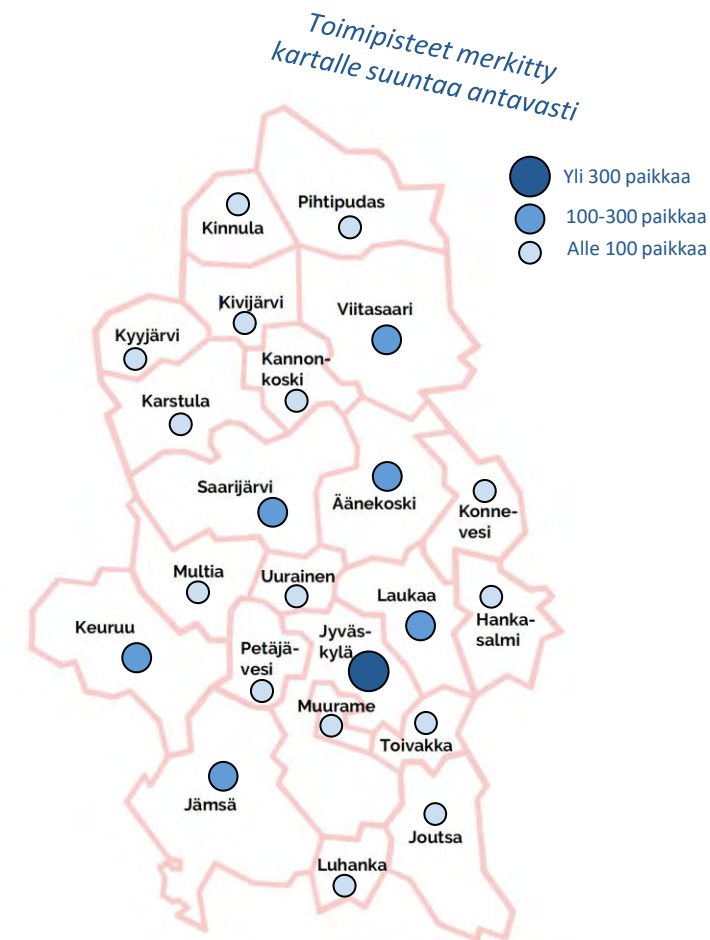 Toimipisteet merkitty
kartalle suuntaa antavasti
Yli 300 paikkaa
100-300 paikkaa
Alle 100 paikkaa
Pihtipudas
Kinnula
Kivijärvi
Viitasaari
Kyyjärvi
Kannon-
koski
Karstula
Saarijärvi
Äänekoski
Konne-
vesi
Multia
Uurainen
Laukaa
Hanka-
salmi
Keuruu
Jyväs-
kylä
Petäjä-
vesi
Muurame
Toivakka
Jämsä
Joutsa
Luhanka